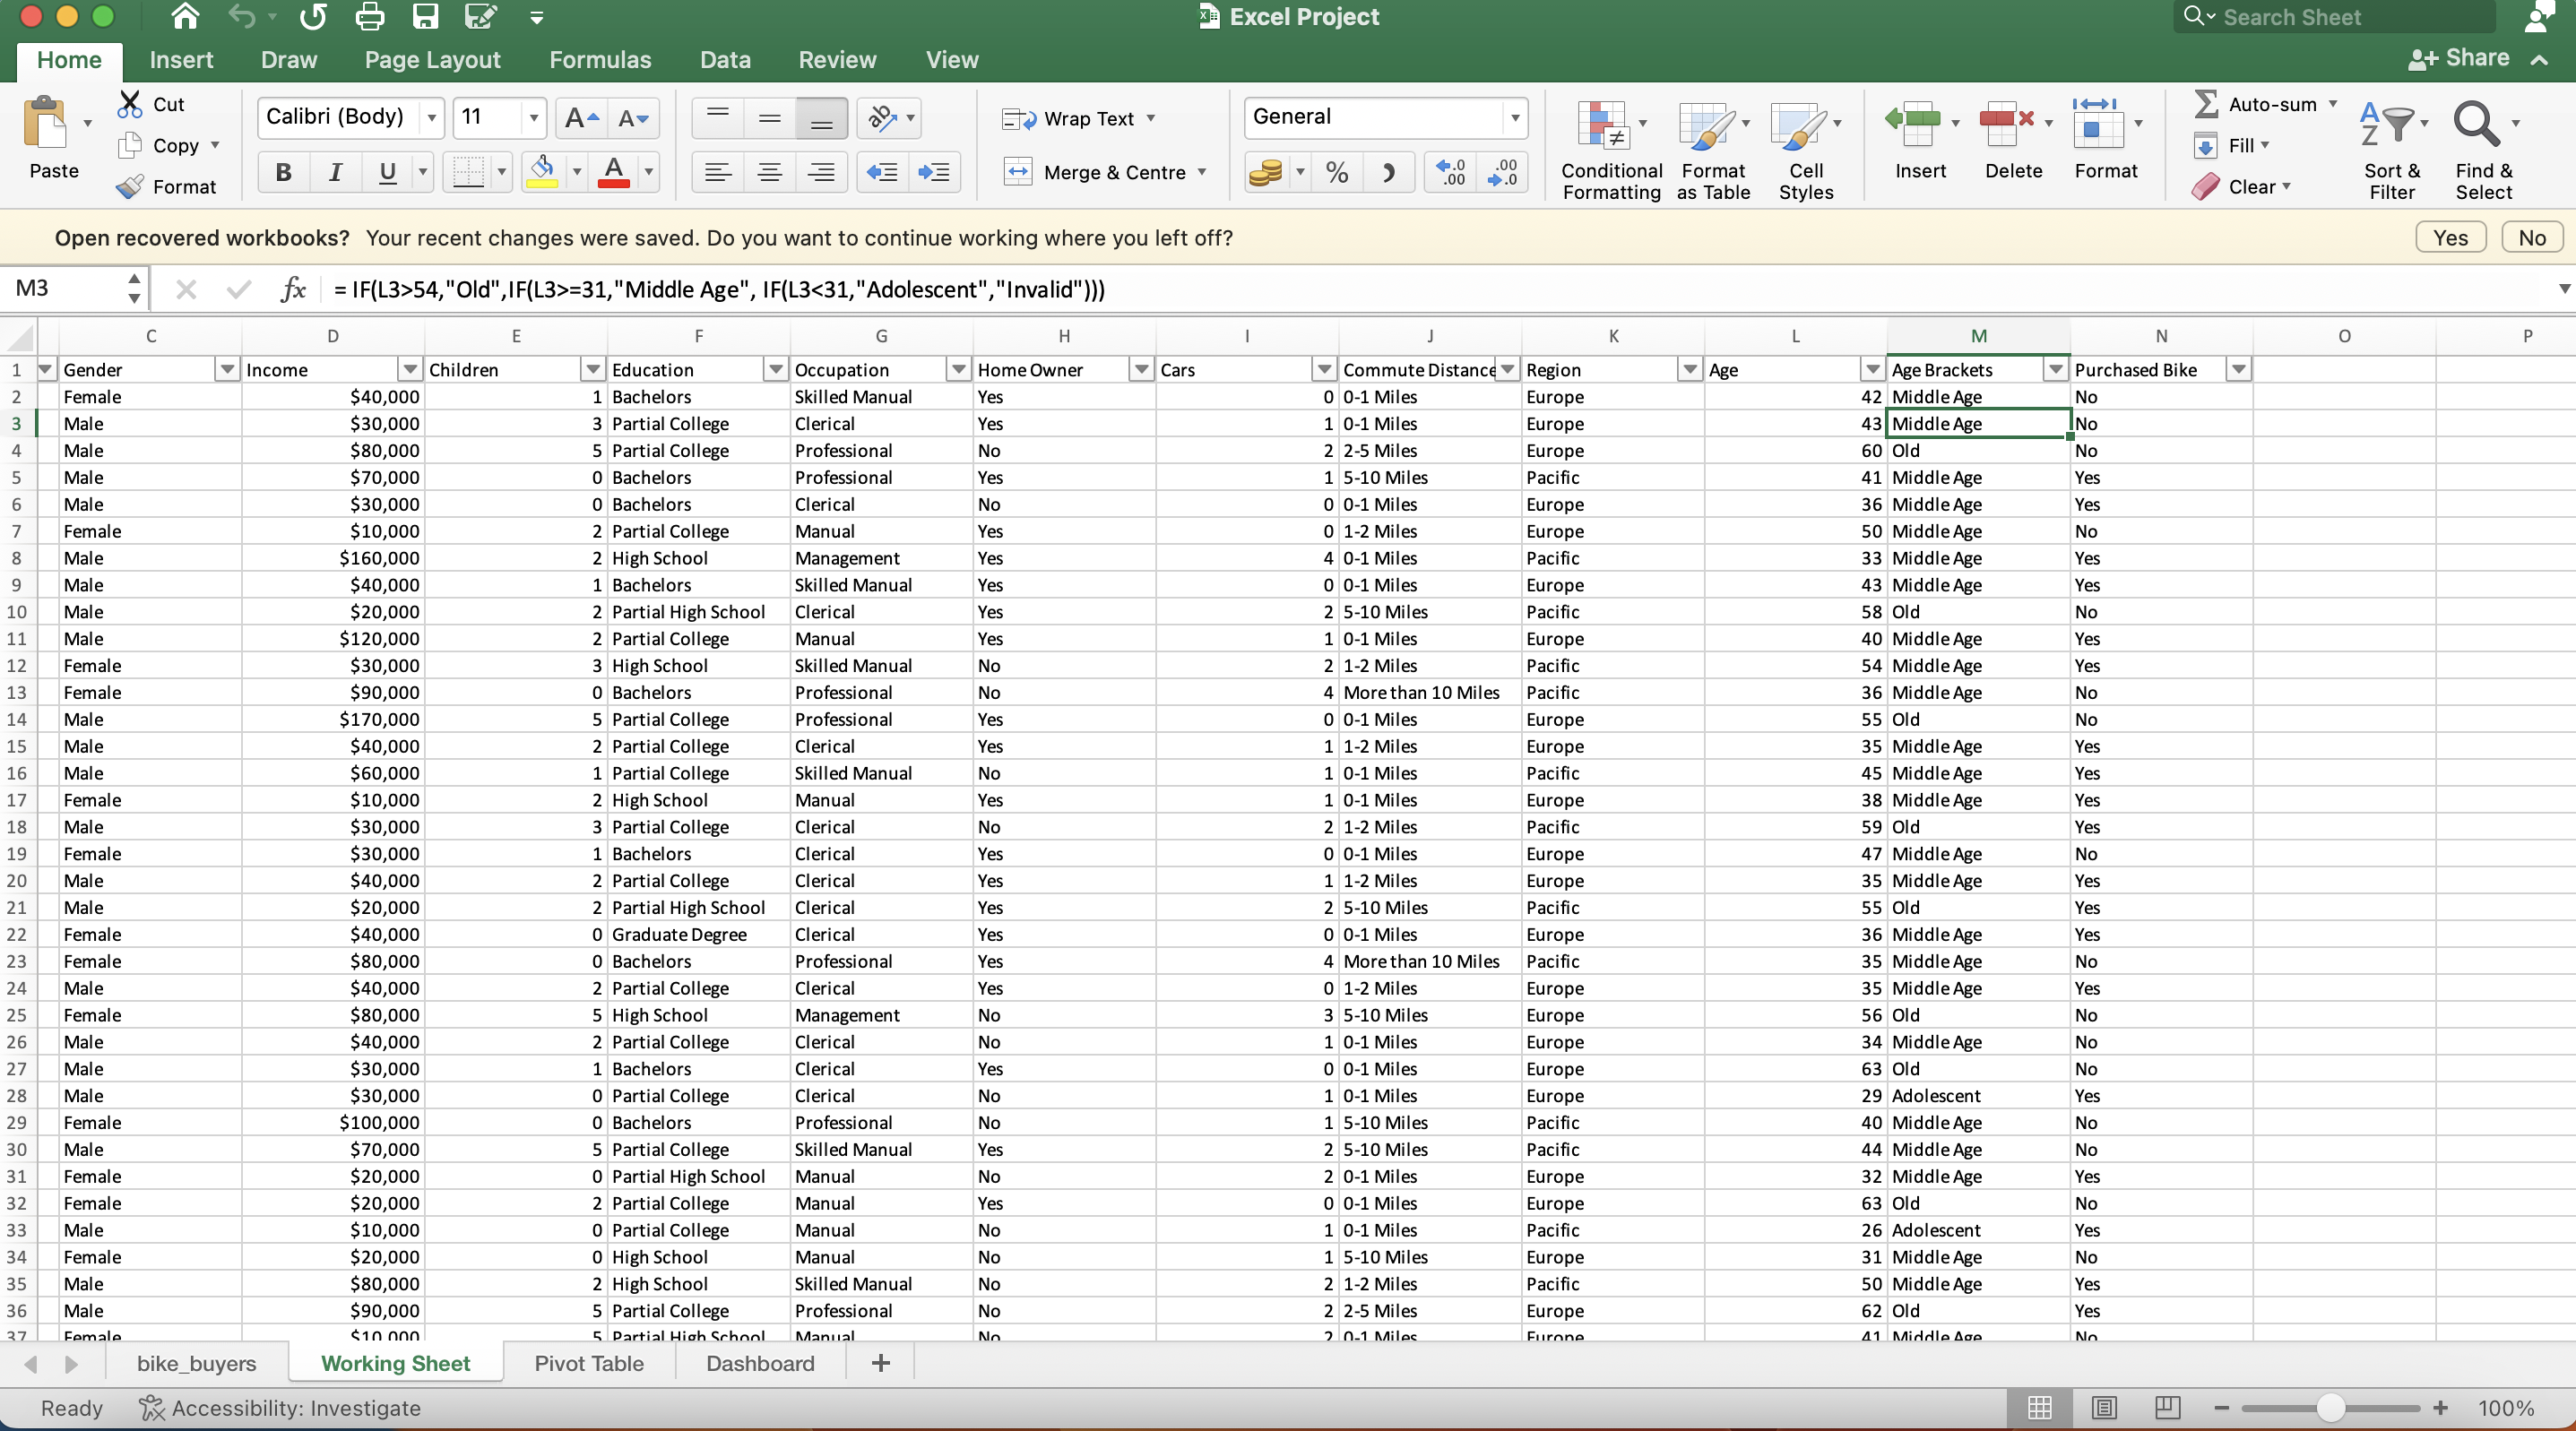 Excel Project
Search Sheet
Home Insert Draw Page Layout Formulas Data Review View Share
Paste Cut Copy Format
Calibri (Body) 11 A A
B I U A
Wrap Text
Merge & Centre
General
% .0 .00 .00 .0
Conditional Formatting
Format as Table
Cell Styles
Insert Delete Format
Auto-sum
Fill
Clear
A Z
Sort & Filter
Find & Select
Open recovered workbooks? Your recent changes were saved. Do you want to continue working where you left off? Yes No
M3 fx = IF(L3>54,"Old",IF(L3>=31,"Middle Age", IF(L3<31,"Adolescent","Invalid")))
C D E F G H I J K L M N O P
1 Gender Income Children Education Occupation Home Owner Cars Commute Distance Region Age Age Brackets Purchased Bike
2 Female $40,000 1 Bachelors Skilled Manual Yes 0 0-1 Miles Europe 42 Middle Age No
3 Male $30,000 3 Partial College Clerical Yes 1 0-1 Miles Europe 43 Middle Age No
4 Male $80,000 5 Partial College Professional No 2 2-5 Miles Europe 60 Old No
5 Male $70,000 0 Bachelors Professional Yes 1 5-10 Miles Pacific 41 Middle Age Yes
6 Male $30,000 0 Bachelors Clerical No 0 0-1 Miles Europe 36 Middle Age Yes
7 Female $10,000 2 Partial College Manual Yes 0 1-2 Miles Europe 50 Middle Age No
8 Male $160,000 2 High School Management Yes 4 0-1 Miles Pacific 33 Middle Age Yes
9 Male $40,000 1 Bachelors Skilled Manual Yes 0 0-1 Miles Europe 43 Middle Age Yes
10 Male $20,000 2 Partial High School Clerical Yes 2 5-10 Miles Pacific 58 Old No
11 Male $120,000 2 Partial College Manual Yes 1 0-1 Miles Europe 40 Middle Age Yes
12 Female $30,000 3 High School Skilled Manual No 2 1-2 Miles Pacific 54 Middle Age Yes
13 Female $90,000 0 Bachelors Professional No 4 More than 10 Miles Pacific 36 Middle Age No
14 Male $170,000 5 Partial College Professional Yes 0 0-1 Miles Europe 55 Old No
15 Male $40,000 2 Partial College Clerical Yes 1 1-2 Miles Europe 35 Middle Age Yes
16 Male $60,000 1 Partial College Skilled Manual No 1 0-1 Miles Pacific 45 Middle Age Yes
17 Female $10,000 2 High School Manual Yes 1 0-1 Miles Europe 38 Middle Age Yes
18 Male $30,000 3 Partial College Clerical No 2 1-2 Miles Pacific 59 Old Yes
19 Female $30,000 1 Bachelors Clerical Yes 0 0-1 Miles Europe 47 Middle Age No
20 Male $40,000 2 Partial College Clerical Yes 1 1-2 Miles Europe 35 Middle Age Yes
21 Male $20,000 2 Partial High School Clerical Yes 2 5-10 Miles Pacific 55 Old Yes
22 Female $40,000 0 Graduate Degree Clerical Yes 0 0-1 Miles Europe 36 Middle Age Yes
23 Female $80,000 0 Bachelors Professional Yes 4 More than 10 Miles Pacific 35 Middle Age No
24 Male $40,000 2 Partial College Clerical Yes 0 1-2 Miles Europe 35 Middle Age Yes
25 Female $80,000 5 High School Management No 3 5-10 Miles Europe 56 Old No
26 Male $40,000 2 Partial College Clerical No 1 0-1 Miles Europe 34 Middle Age No
27 Male $30,000 1 Bachelors Clerical Yes 0 0-1 Miles Europe 63 Old No
28 Male $30,000 0 Partial College Clerical No 1 0-1 Miles Europe 29 Adolescent Yes
29 Female $100,000 0 Bachelors Professional No 1 5-10 Miles Pacific 40 Middle Age No
30 Male $70,000 5 Partial College Skilled Manual Yes 2 5-10 Miles Pacific 44 Middle Age No
31 Female $20,000 0 Partial High School Manual No 2 0-1 Miles Europe 32 Middle Age Yes
32 Female $20,000 2 Partial College Manual Yes 0 0-1 Miles Europe 63 Old No
33 Male $10,000 0 Partial College Manual No 1 0-1 Miles Pacific 26 Adolescent Yes
34 Female $20,000 0 High School Manual No 1 5-10 Miles Europe 31 Middle Age No
35 Male $80,000 2 High School Skilled Manual No 2 1-2 Miles Pacific 50 Middle Age Yes
36 Male $90,000 5 Partial College Professional No 2 2-5 Miles Europe 62 Old Yes
37 Female $10,000 5 Partial High School Manual No 2 0-1 Miles Europe 41 Middle Age No
bike_buyers Working Sheet Pivot Table Dashboard +
Ready Accessibility: Investigate 100%